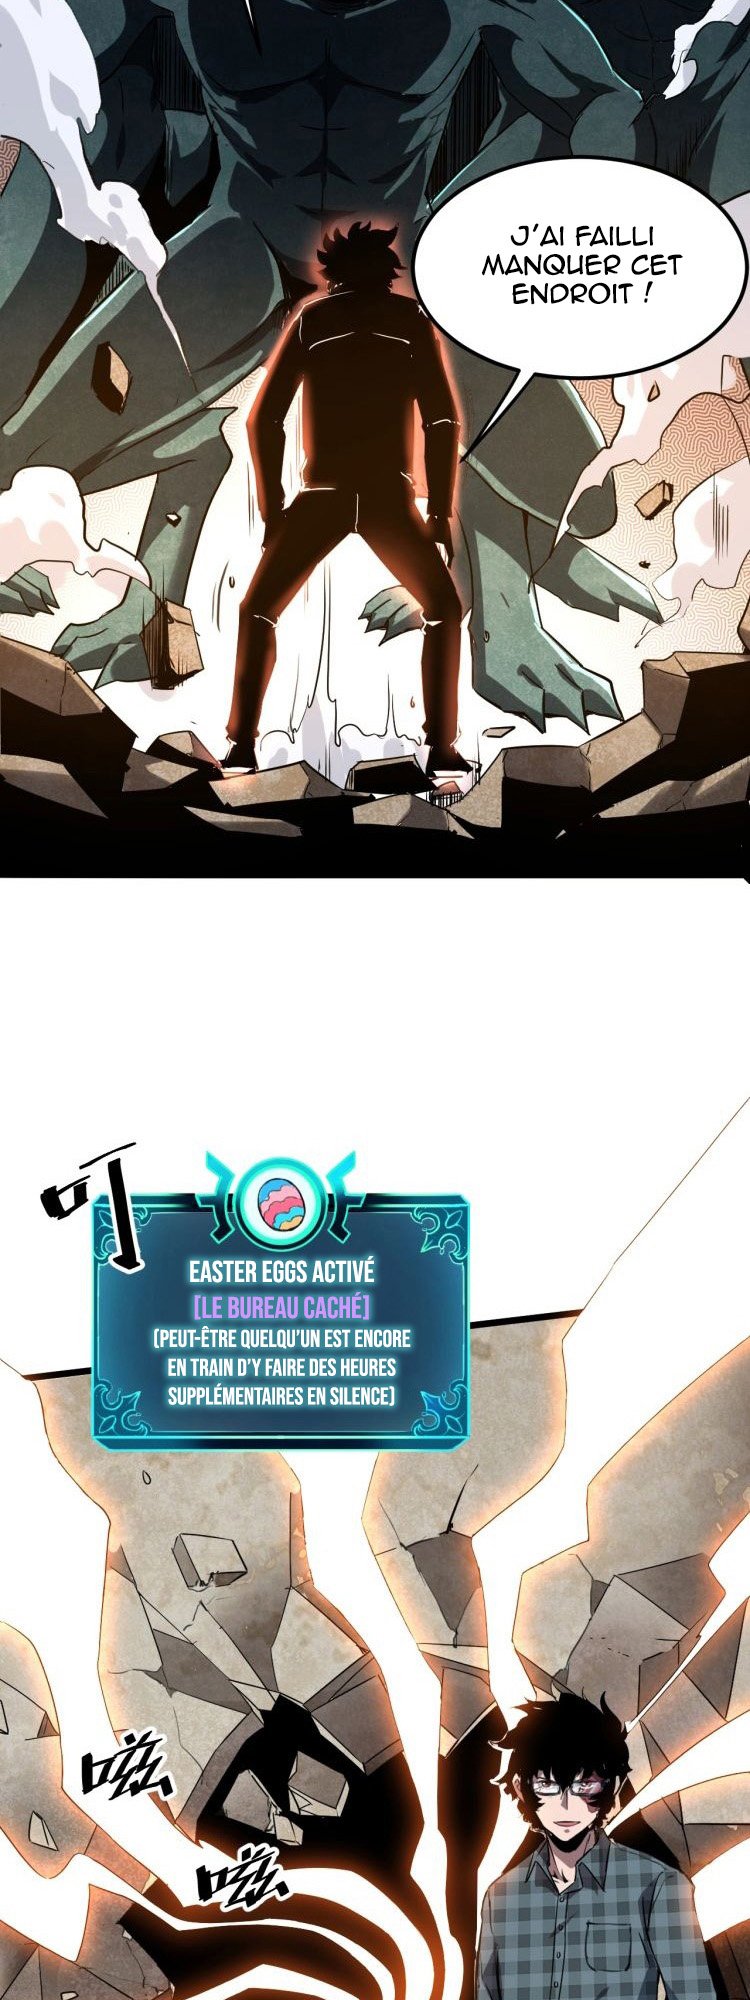 J'AI FAILLI
MANQUER CET
ENDROIT !
叮
EASTER EGGS ACTIVÉ
[LE BUREAU CACHÉ]
(PEUT-ÊTRE QUELQU'UN EST ENCORE
EN TRAIN D'Y FAIRE DES HEURES
SUPPLÉMENTAIRES EN SILENCE)